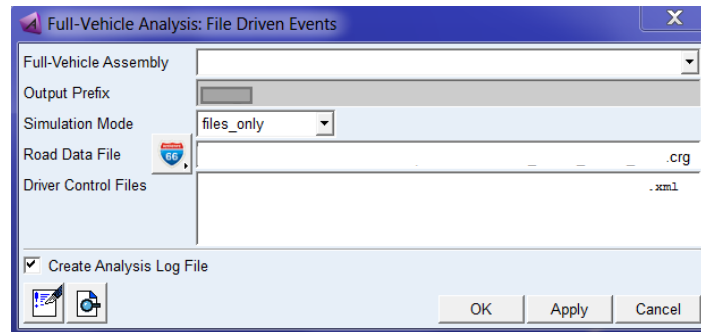 Full-Vehicle Analysis: File Driven Events
X
Full-Vehicle Assembly
Output Prefix
Simulation Mode files_only
Road Data File 66 .crg
Driver Control Files .xml
Create Analysis Log File
OK Apply Cancel